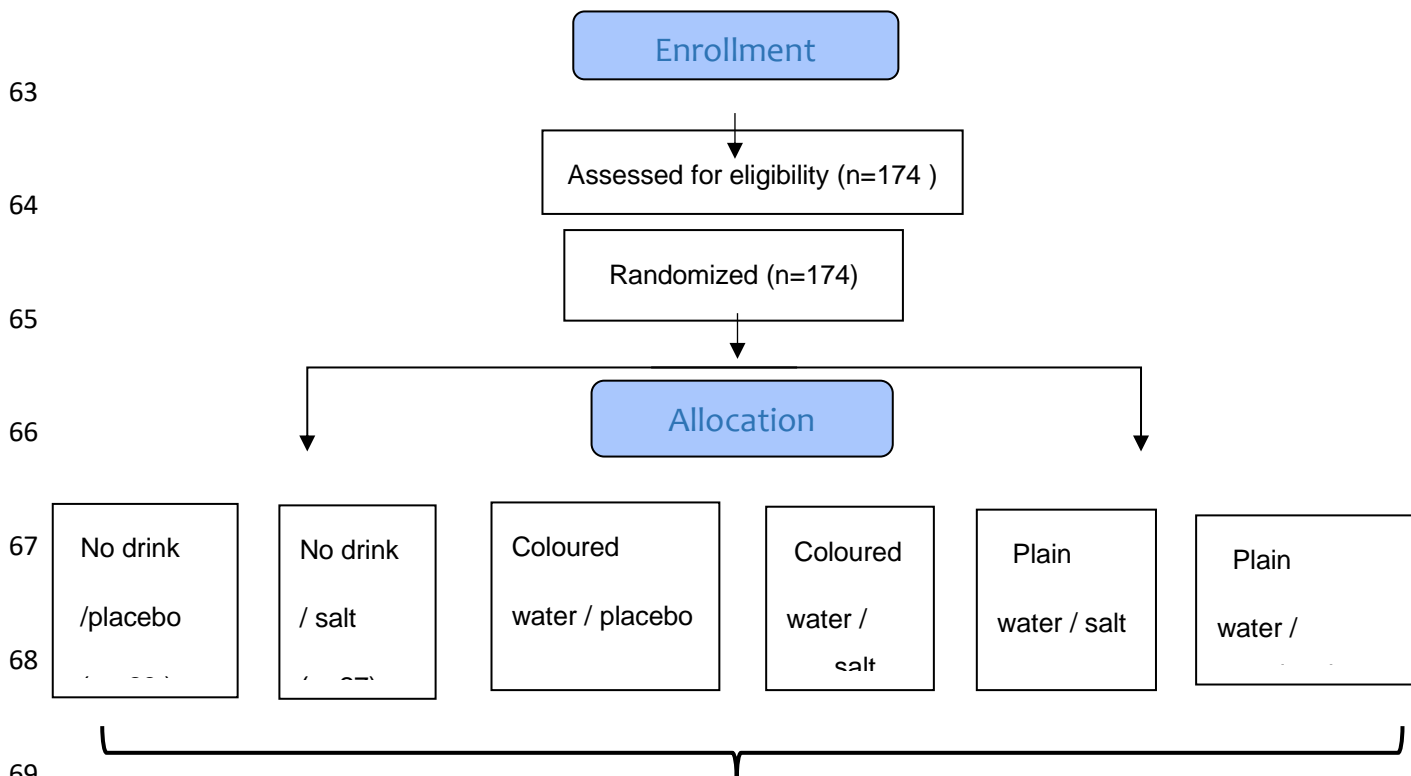 Enrollment
63
Assessed for eligibility (n=174 )
64
Randomized (n=174)
65
66
Allocation
67
No drink
/placebo
No drink
/ salt
Coloured
water / placebo
Coloured
water /
salt
Plain
water / salt
Plain
water /
68
69